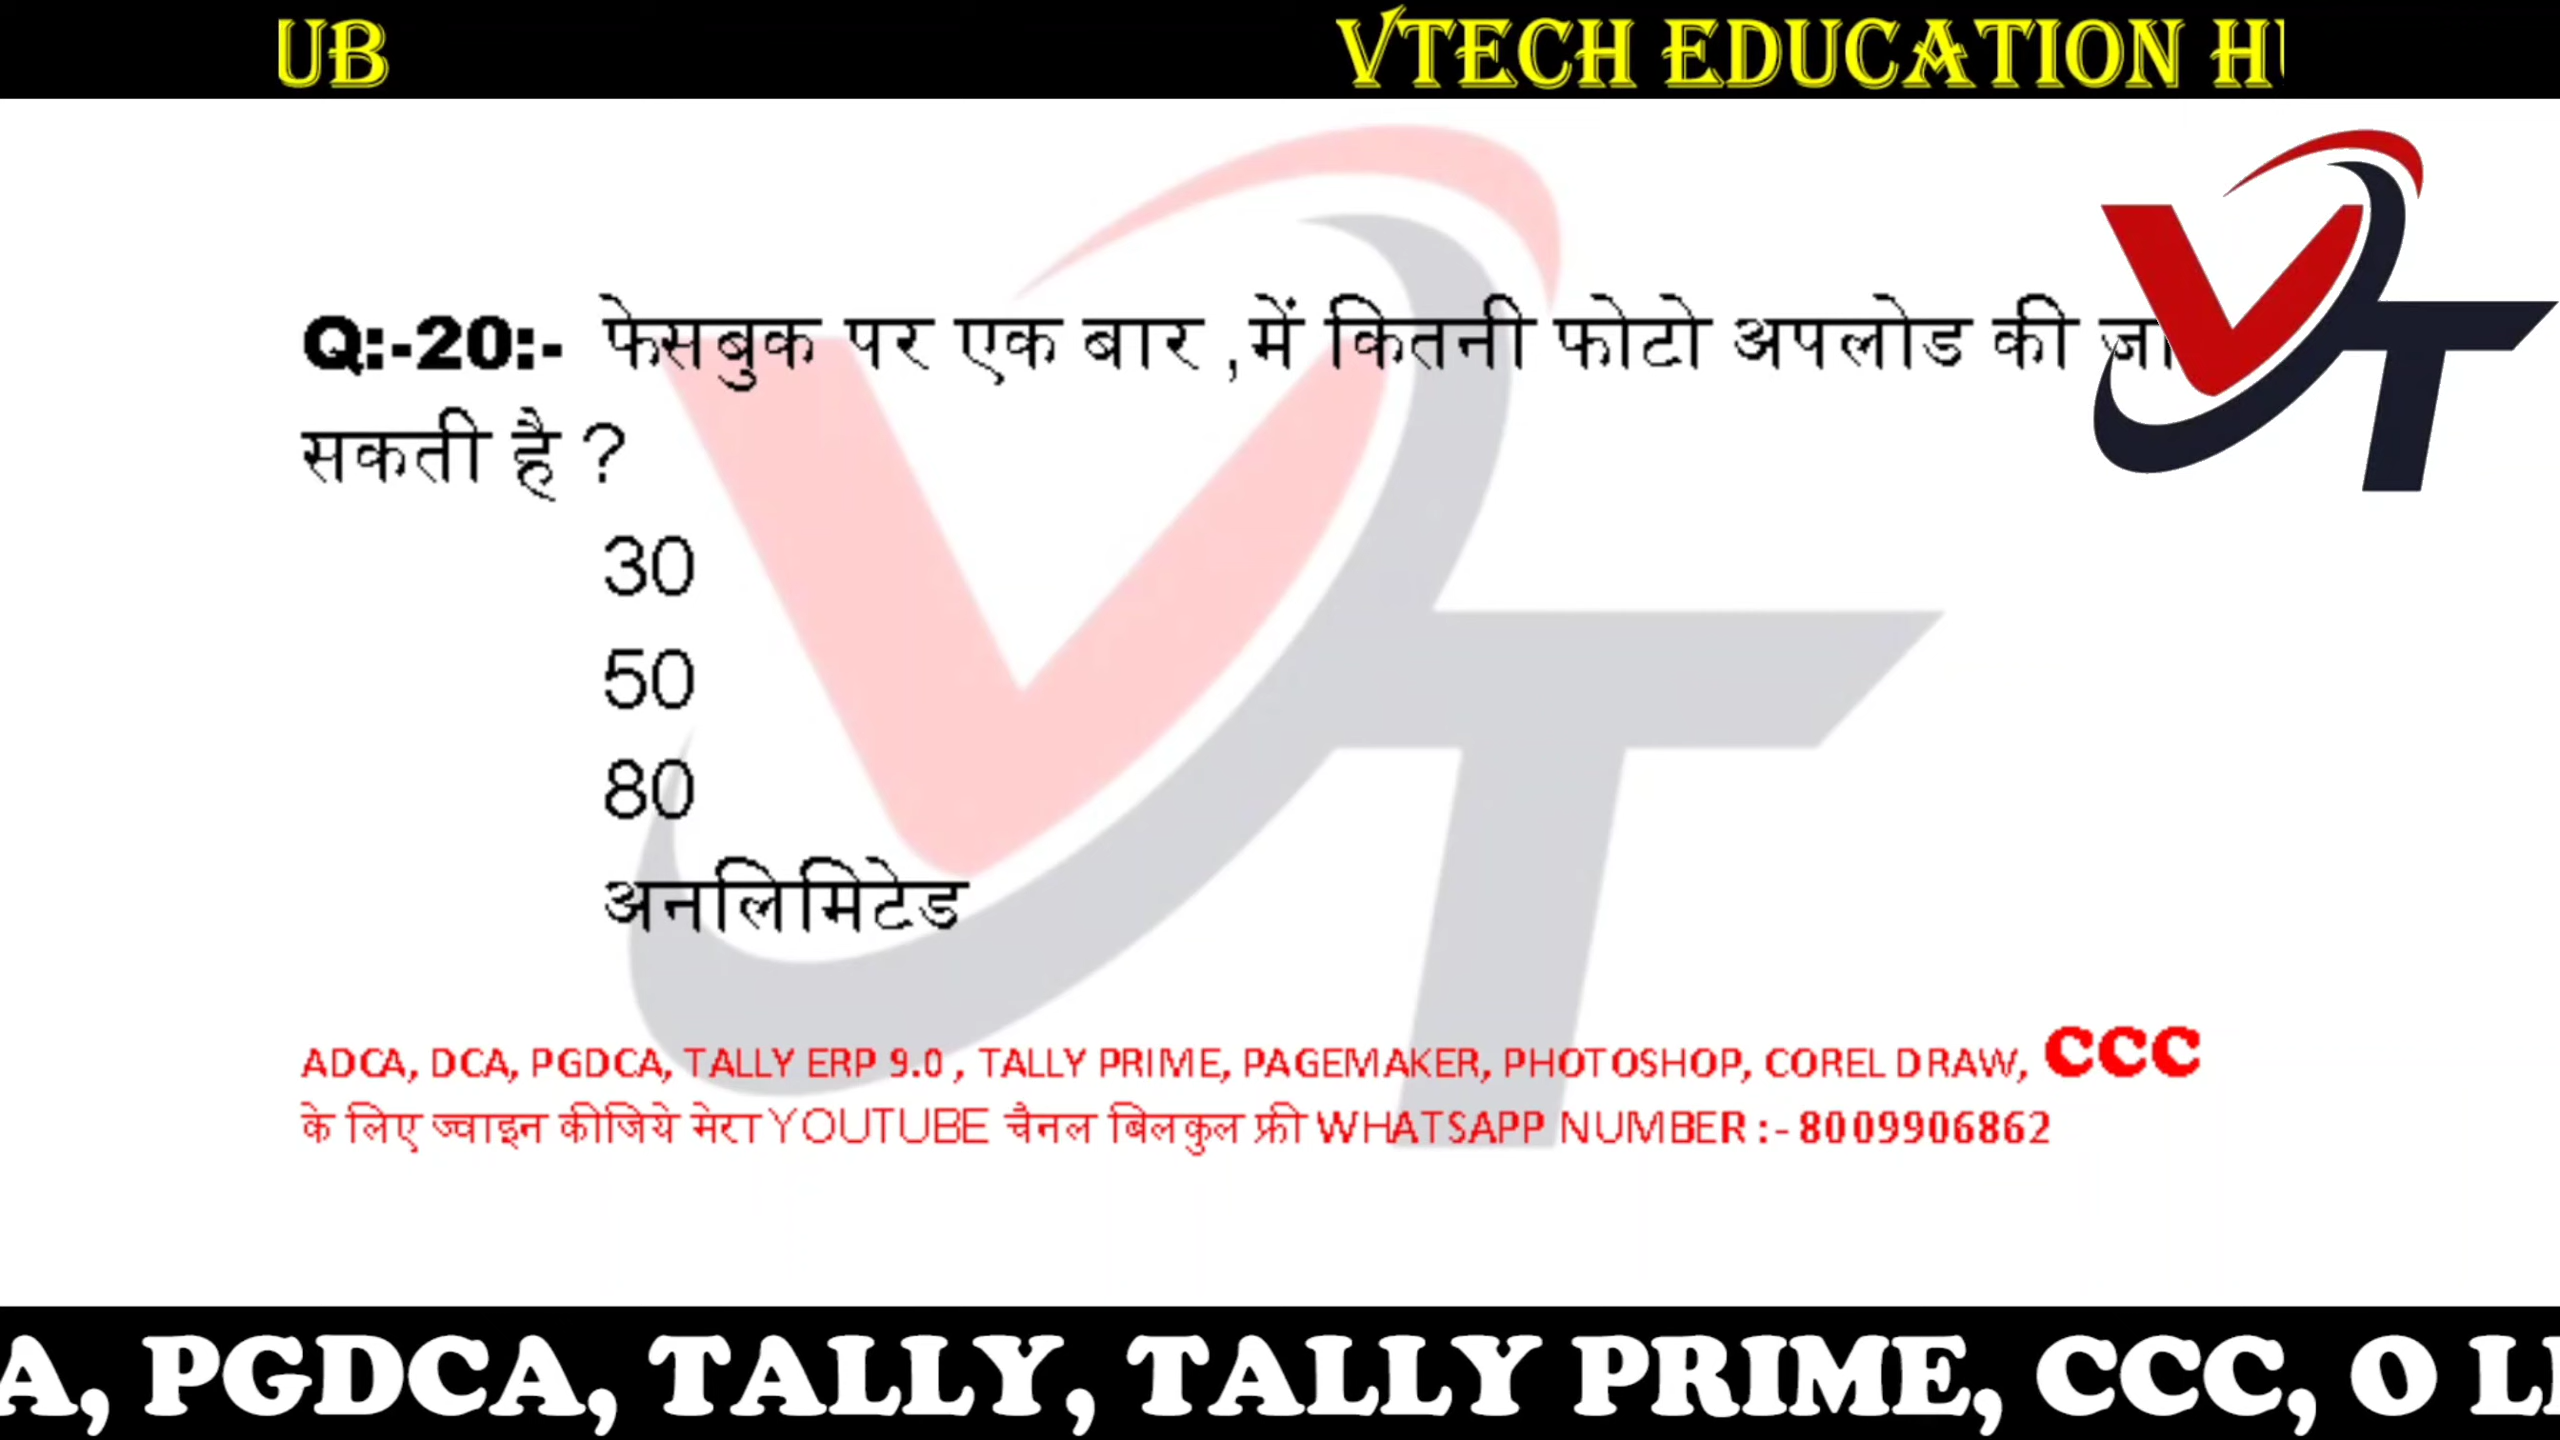 UB VTECH EDUCATION H
Q:-20:- फेसबुक पर एक बार ,में कितनी फोटो अपलोड की जा
सकती है ?
30
50
80
अनलिमिटेड
ADCA, DCA, PGDCA, TALLY ERP 9.0 , TALLY PRIME, PAGEMAKER, PHOTOSHOP, COREL DRAW, CCC
के लिए ज्वाइन कीजिये मेरा YOUTUBE चैनल बिलकुल फ्री WHATSAPP NUMBER :- 8009906862
A, PGDCA, TALLY, TALLY PRIME, CCC, O L
VT